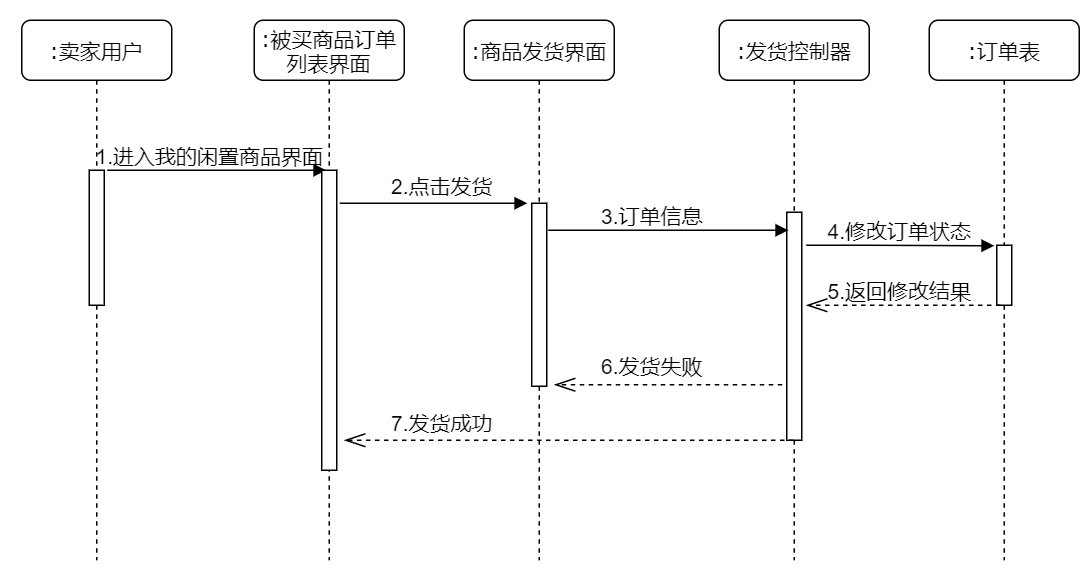 :卖家用户
:被买商品订单
列表界面
:商品发货界面
:发货控制器
:订单表
1.进入我的闲置商品界面
2.点击发货
3.订单信息
4.修改订单状态
5.返回修改结果
6.发货失败
7.发货成功